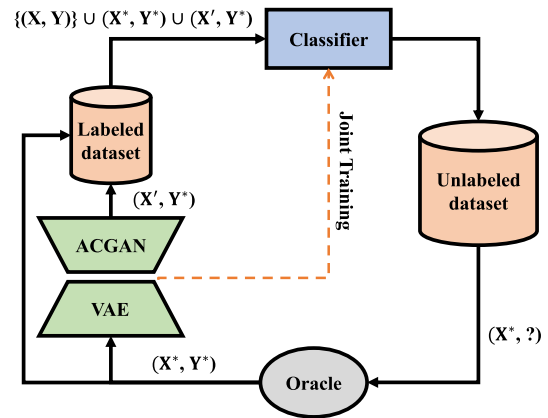 {(X, Y)} ∪ (X*, Y*) ∪ (X′, Y*)
Classifier
Labeled
dataset
Joint Training
Unlabeled
dataset
(X′, Y*)
ACGAN
VAE
(X*, ?)
(X*, Y*)
Oracle